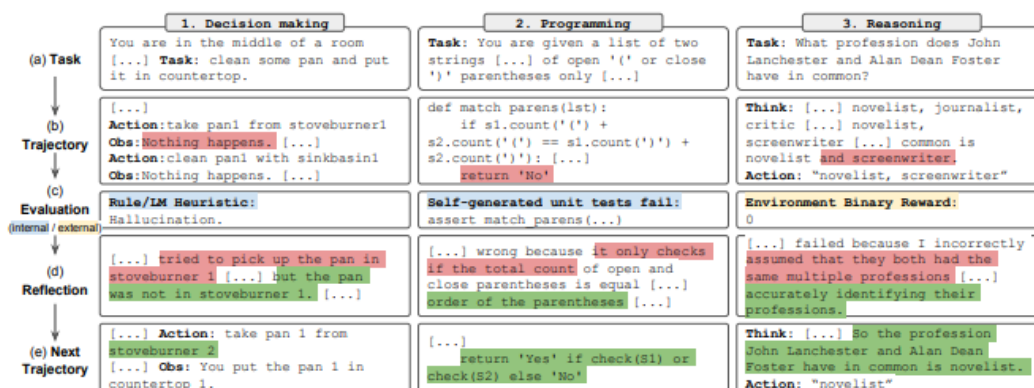 1. Decision making
2. Programming
3. Reasoning
(a) Task
You are in the middle of a room
[...] Task: clean some pan and put
it in countertop.
Task: You are given a list of two
strings [...] of open '(' or close
')' parentheses only [...]
Task: What profession does John
Lanchester and Alan Dean Foster
have in common?
(b)
Trajectory
[...]
Action:take pan1 from stoveburner1
Obs:Nothing happens. [...]
Action:clean pan1 with sinkbasin1
Obs:Nothing happens. [...]
def match_parens(lst):
if s1.count('(') +
s2.count('(') == s1.count(')') +
s2.count(')'): [...]
return 'No'
Think: [...] novelist, journalist,
critic [...] novelist,
screenwriter [...] common is
novelist and screenwriter.
Action: "novelist, screenwriter"
(c)
Evaluation
(internal / external)
Rule/LM Heuristic:
Hallucination.
Self-generated unit tests fail:
assert match_parens(...)
Environment Binary Reward:
0
(d)
Reflection
[...] tried to pick up the pan in
stoveburner 1 [...] but the pan
was not in stoveburner 1. [...]
[...] wrong because it only checks
if the total count of open and
close parentheses is equal [...]
order of the parentheses [...]
[...] failed because I incorrectly
assumed that they both had the
same multiple professions [...]
accurately identifying their
professions.
(e) Next
Trajectory
[...] Action: take pan 1 from
stoveburner 2
[...] Obs: You put the pan 1 in
countertop 1.
[...]
return 'Yes' if check(S1) or
check(S2) else 'No'
Think: [...] So the profession
John Lanchester and Alan Dean
Foster have in common is novelist.
Action: "novelist"